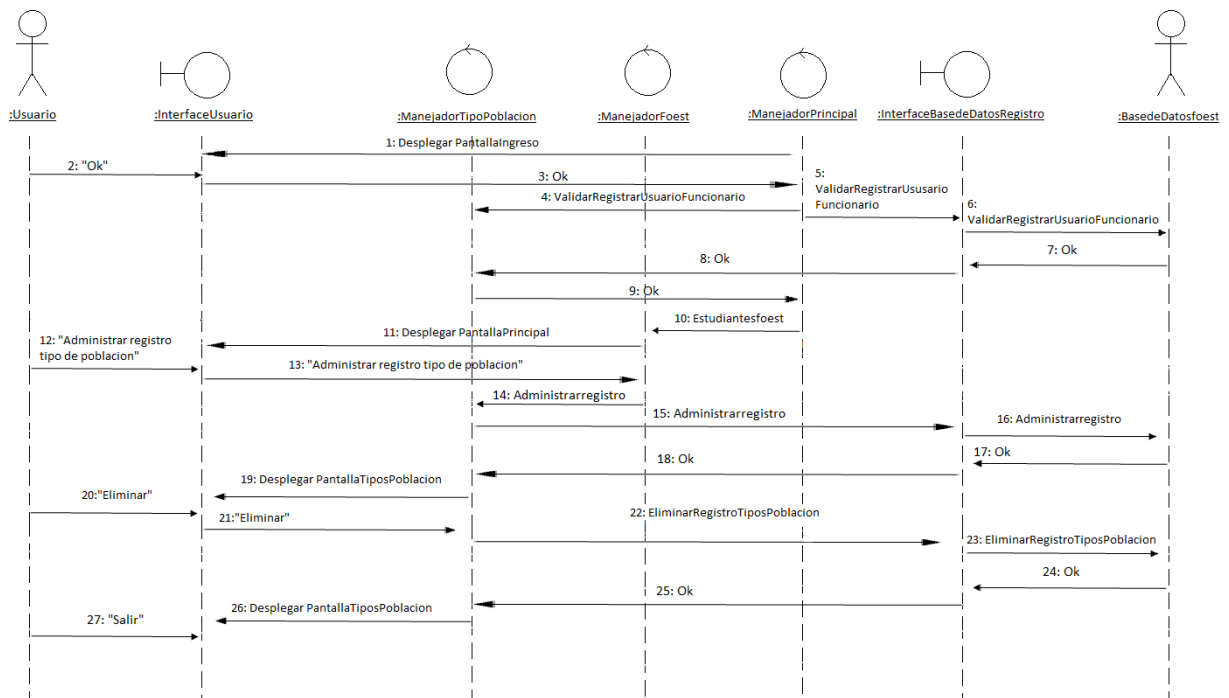 :Usuario
:InterfaceUsuario
:ManejadorTipoPoblacion
:ManejadorFoest
:ManejadorPrincipal
:InterfaceBasedeDatosRegistro
:BasedeDatosfoest
1: Desplegar PantallaIngreso
2: "Ok"
3: Ok
4: ValidarRegistrarUsuarioFuncionario
5:
ValidarRegistrarUsusario
Funcionario
6:
ValidarRegistrarUsuarioFuncionario
7: Ok
8: Ok
9: Ok
10: Estudiantesfoest
11: Desplegar PantallaPrincipal
12: "Administrar registro
tipo de poblacion"
13: "Administrar registro tipo de poblacion"
14: Administrarregistro
15: Administrarregistro
16: Administrarregistro
17: Ok
18: Ok
19: Desplegar PantallaTiposPoblacion
20:"Eliminar"
21:"Eliminar"
22: EliminarRegistroTiposPoblacion
23: EliminarRegistroTiposPoblacion
24: Ok
25: Ok
26: Desplegar PantallaTiposPoblacion
27: "Salir"